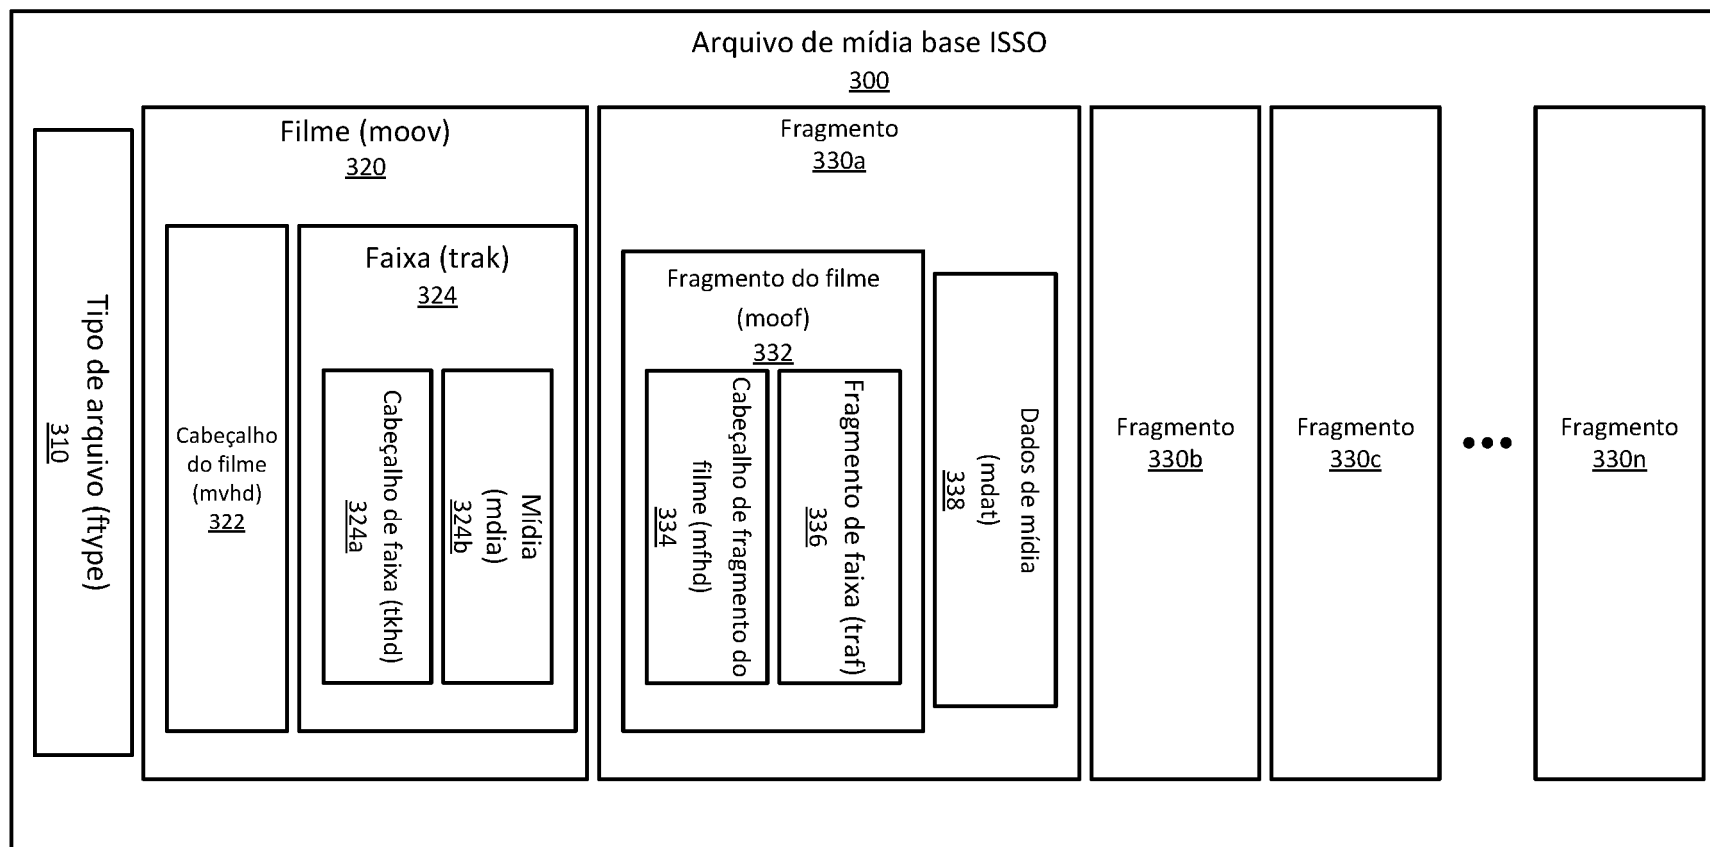 Arquivo de mídia base ISSO
300
Tipo de arquivo (ftype)
310
Filme (moov)
320
Cabeçalho
do filme
(mvhd)
322
Faixa (trak)
324
Cabeçalho de faixa (tkhd)
324a
Mídia
(mdia)
324b
Fragmento
330a
Fragmento do filme
(moof)
332
Cabeçalho de fragmento do
filme (mfhd)
334
Fragmento de faixa (traf)
336
Dados de mídia
(mdat)
338
Fragmento
330b
Fragmento
330c
•••
Fragmento
330n